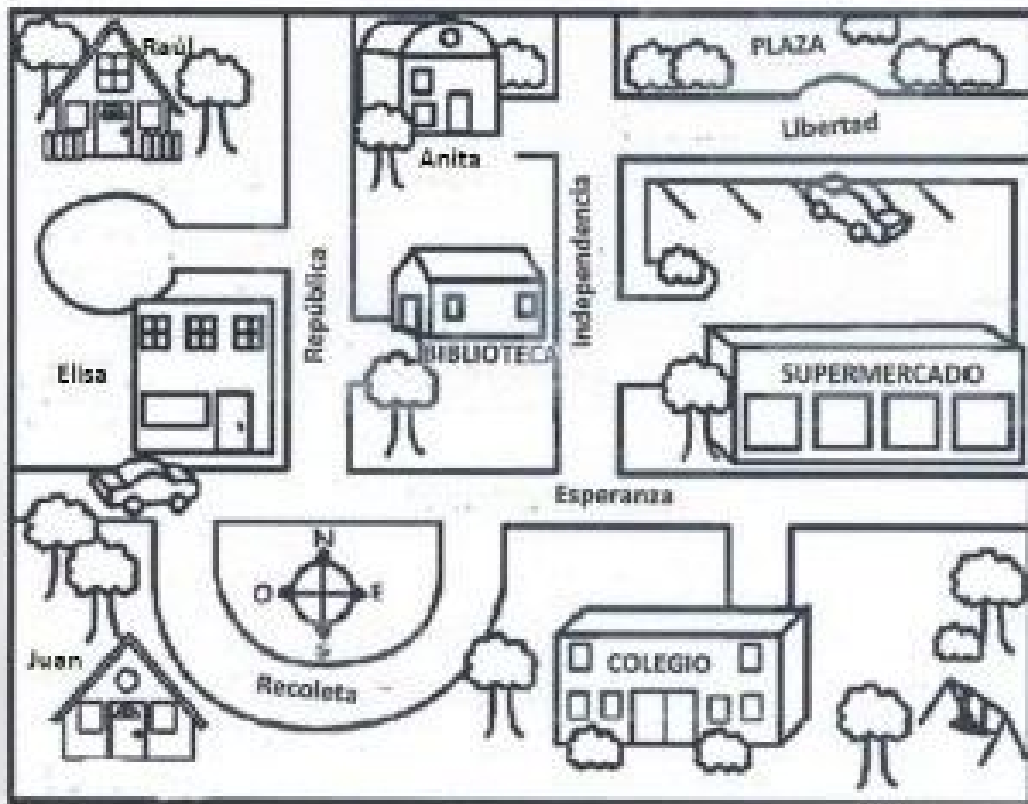 Raúl
PLAZA
Libertad
Anita
República
Independencia
BIBLIOTECA
Elisa
SUPERMERCADO
Esperanza
N
O
E
S
Juan
Recoleta
COLEGIO